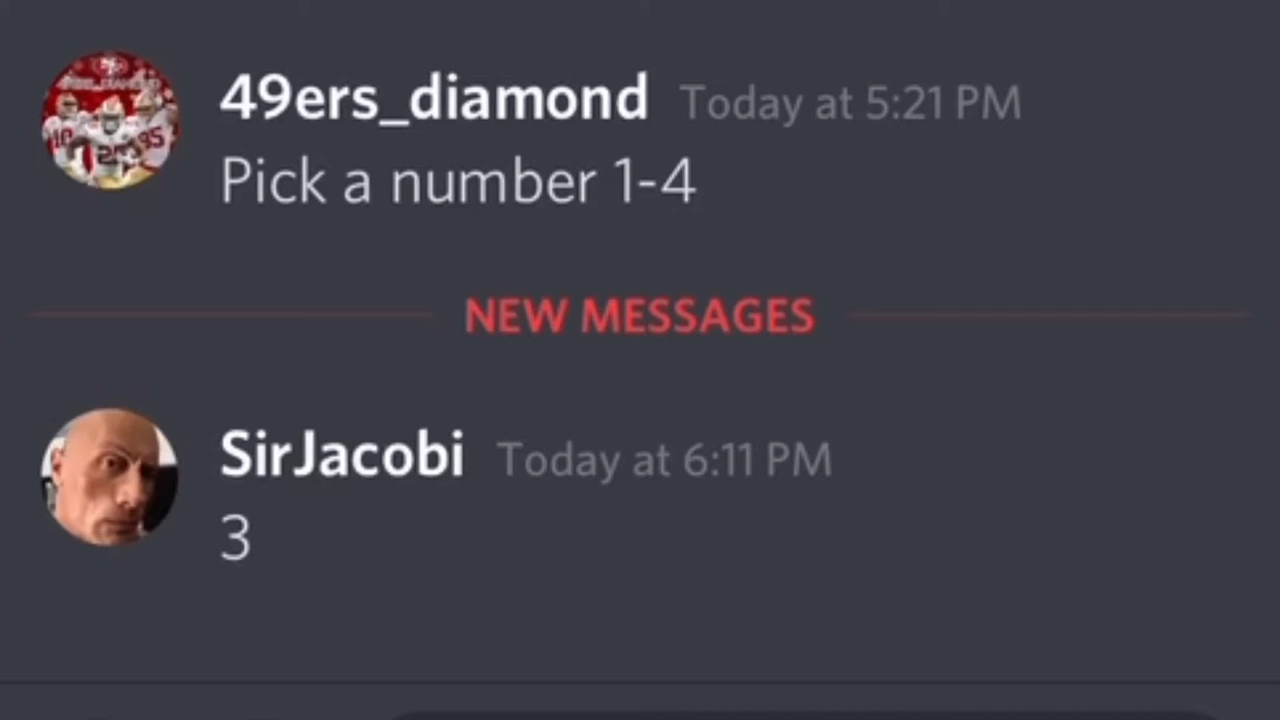 49ers_diamond Today at 5:21 PM
Pick a number 1-4
NEW MESSAGES
SirJacobi Today at 6:11 PM
3